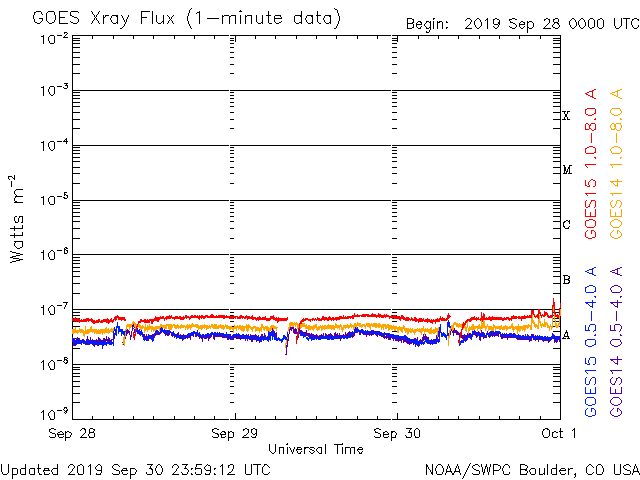 GOES Xray Flux (1-minute data)
Begin: 2019 Sep 28 0000 UTC
10-2
10-3
10-4
10-5
10-6
10-7
10-8
10-9
Watts m-2
X
M
C
B
A
GOES15 1.0-8.0 A
GOES14 1.0-8.0 A
GOES15 0.5-4.0 A
GOES14 0.5-4.0 A
Sep 28
Sep 29
Sep 30
Oct 1
Universal Time
Updated 2019 Sep 30 23:59:12 UTC
NOAA/SWPC Boulder, CO USA